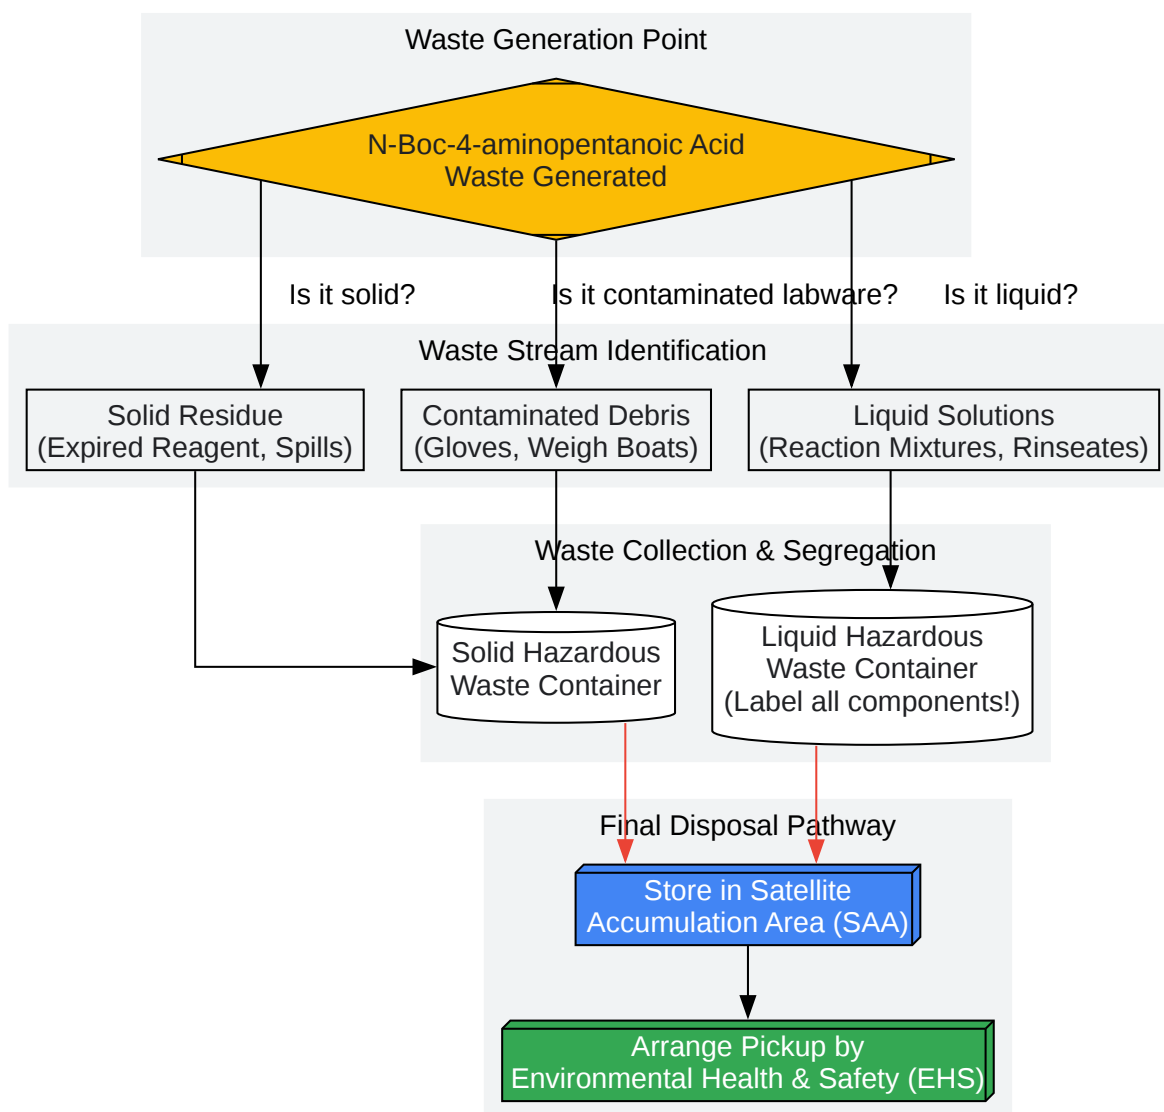 Waste Generation Point
N-Boc-4-aminopentanoic Acid
Waste Generated
Is it solid?
Is it contaminated labware?
Is it liquid?
Waste Stream Identification
Solid Residue
(Expired Reagent, Spills)
Contaminated Debris
(Gloves, Weigh Boats)
Liquid Solutions
(Reaction Mixtures, Rinseates)
Waste Collection & Segregation
Solid Hazardous
Waste Container
Liquid Hazardous
Waste Container
(Label all components!)
Final Disposal Pathway
Store in Satellite
Accumulation Area (SAA)
Arrange Pickup by
Environmental Health & Safety (EHS)